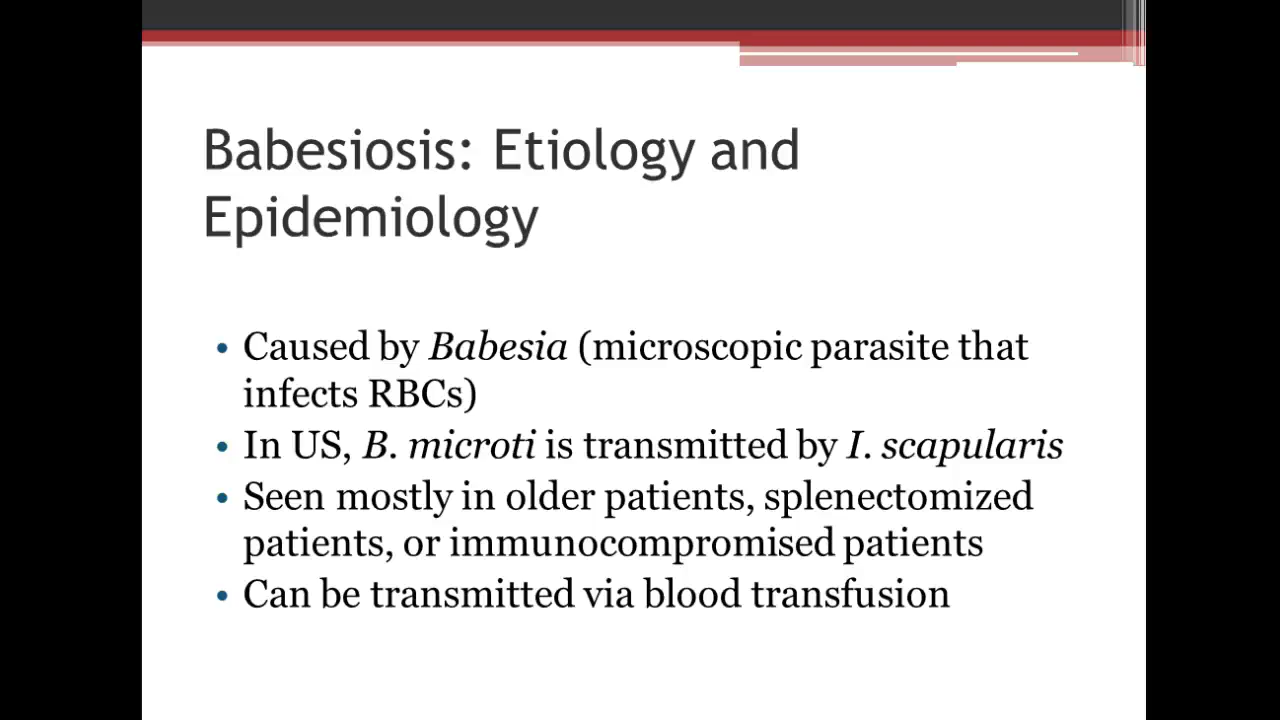 Babesiosis: Etiology and
Epidemiology
• Caused by Babesia (microscopic parasite that
infects RBCs)
• In US, B. microti is transmitted by I. scapularis
• Seen mostly in older patients, splenectomized
patients, or immunocompromised patients
• Can be transmitted via blood transfusion